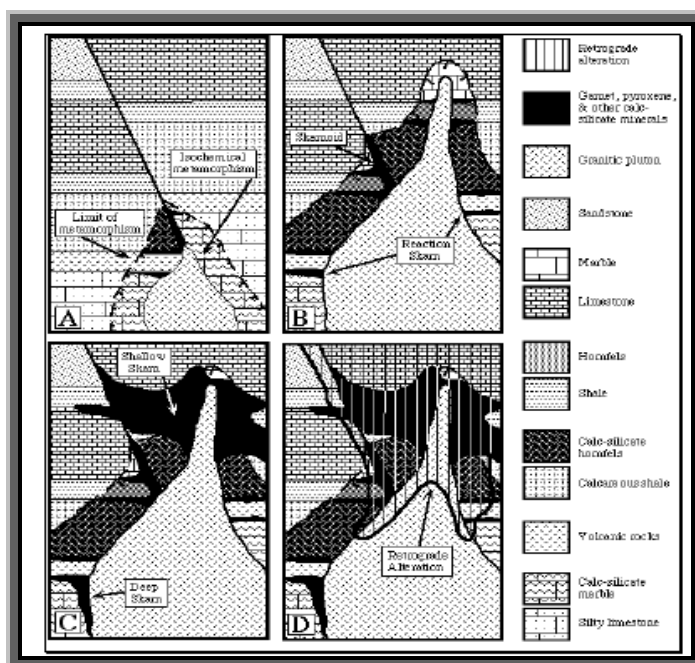 Isochemical
metamorphism
Limit of
metamorphism
A
Skarnoid
Reaction
Skarn
B
Shallow
Skarn
Deep
Skarn
C
Retrograde
Alteration
D
Retrograde
alteration
Garnet, pyroxene,
& other calc-
silicate minerals
Granitic pluton
Sandstone
Marble
Limestone
Hornfels
Shale
Calc-silicate
hornfels
Calcareous shale
Volcanic rocks
Calc-silicate
marble
Silty limestone